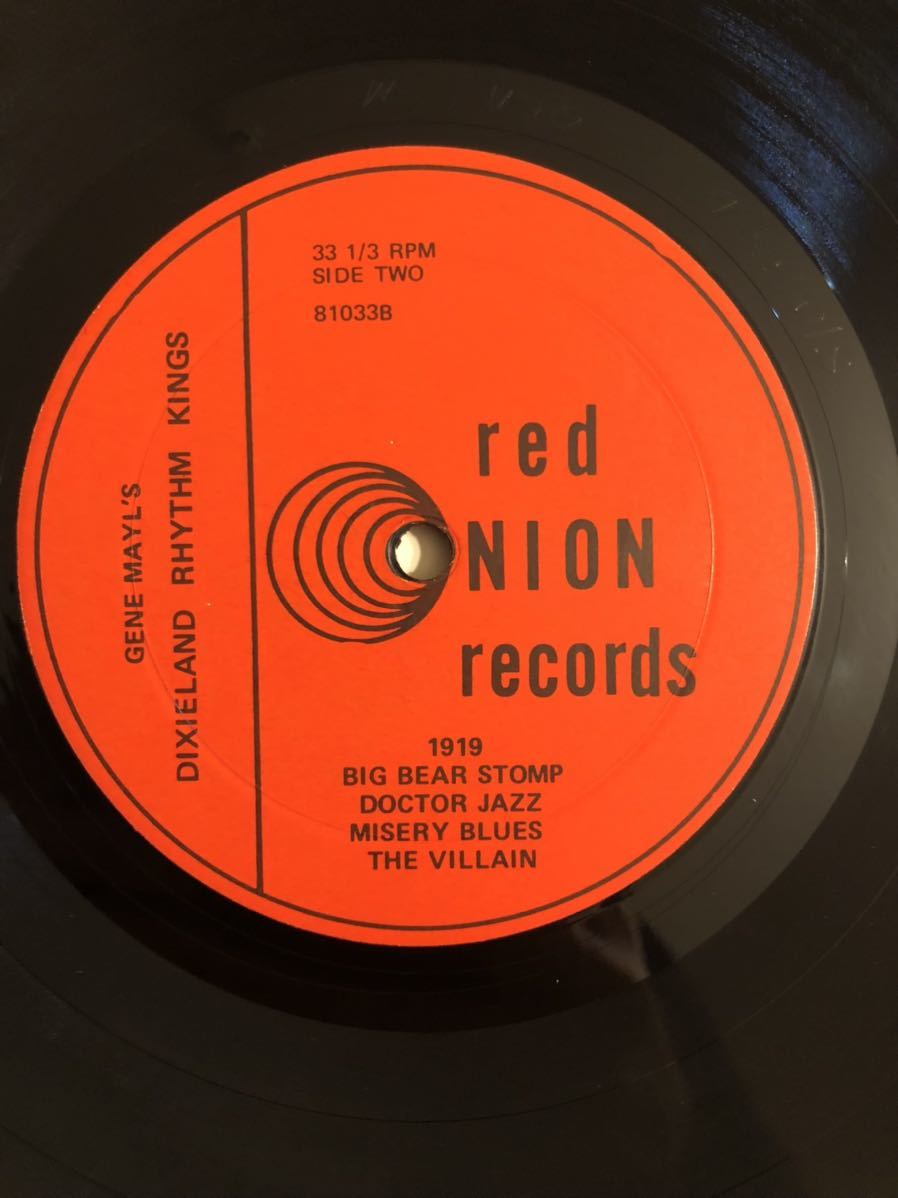 33 1/3 RPM
SIDE TWO
81033B
GENE MAYL'S
DIXIELAND RHYTHM KINGS
red
NION
records
1919
BIG BEAR STOMP
DOCTOR JAZZ
MISERY BLUES
THE VILLAIN